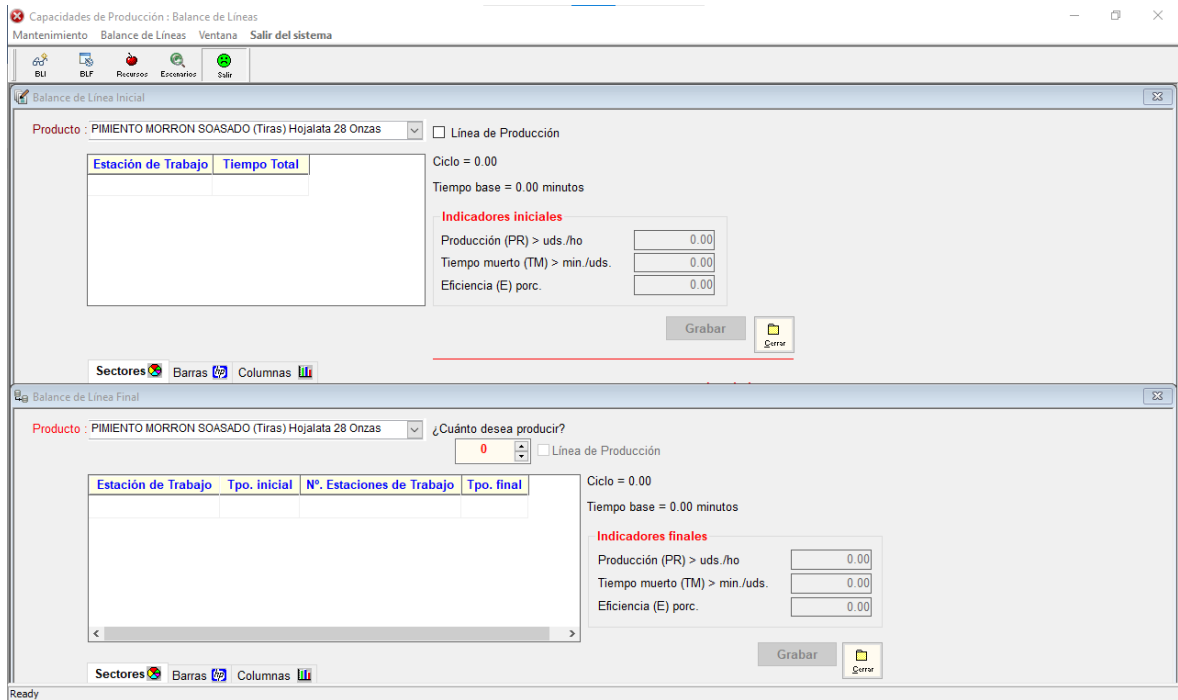 Capacidades de Producción : Balance de Líneas
Mantenimiento Balance de Líneas Ventana Salir del sistema
BLI BLF Recursos Escenarios Salir
Balance de Línea Inicial
Producto : PIMIENTO MORRON SOASADO (Tiras) Hojalata 28 Onzas Línea de Producción
Estación de Trabajo Tiempo Total
Ciclo = 0.00
Tiempo base = 0.00 minutos
Indicadores iniciales
Producción (PR) > uds./ho 0.00
Tiempo muerto (TM) > min./uds. 0.00
Eficiencia (E) porc. 0.00
Grabar Cerrar
Sectores Barras Columnas
Balance de Línea Final
Producto : PIMIENTO MORRON SOASADO (Tiras) Hojalata 28 Onzas ¿Cuánto desea producir?
0 Línea de Producción
Estación de Trabajo Tpo. inicial Nº. Estaciones de Trabajo Tpo. final
Ciclo = 0.00
Tiempo base = 0.00 minutos
Indicadores finales
Producción (PR) > uds./ho 0.00
Tiempo muerto (TM) > min./uds. 0.00
Eficiencia (E) porc. 0.00
Grabar Cerrar
Sectores Barras Columnas
Ready